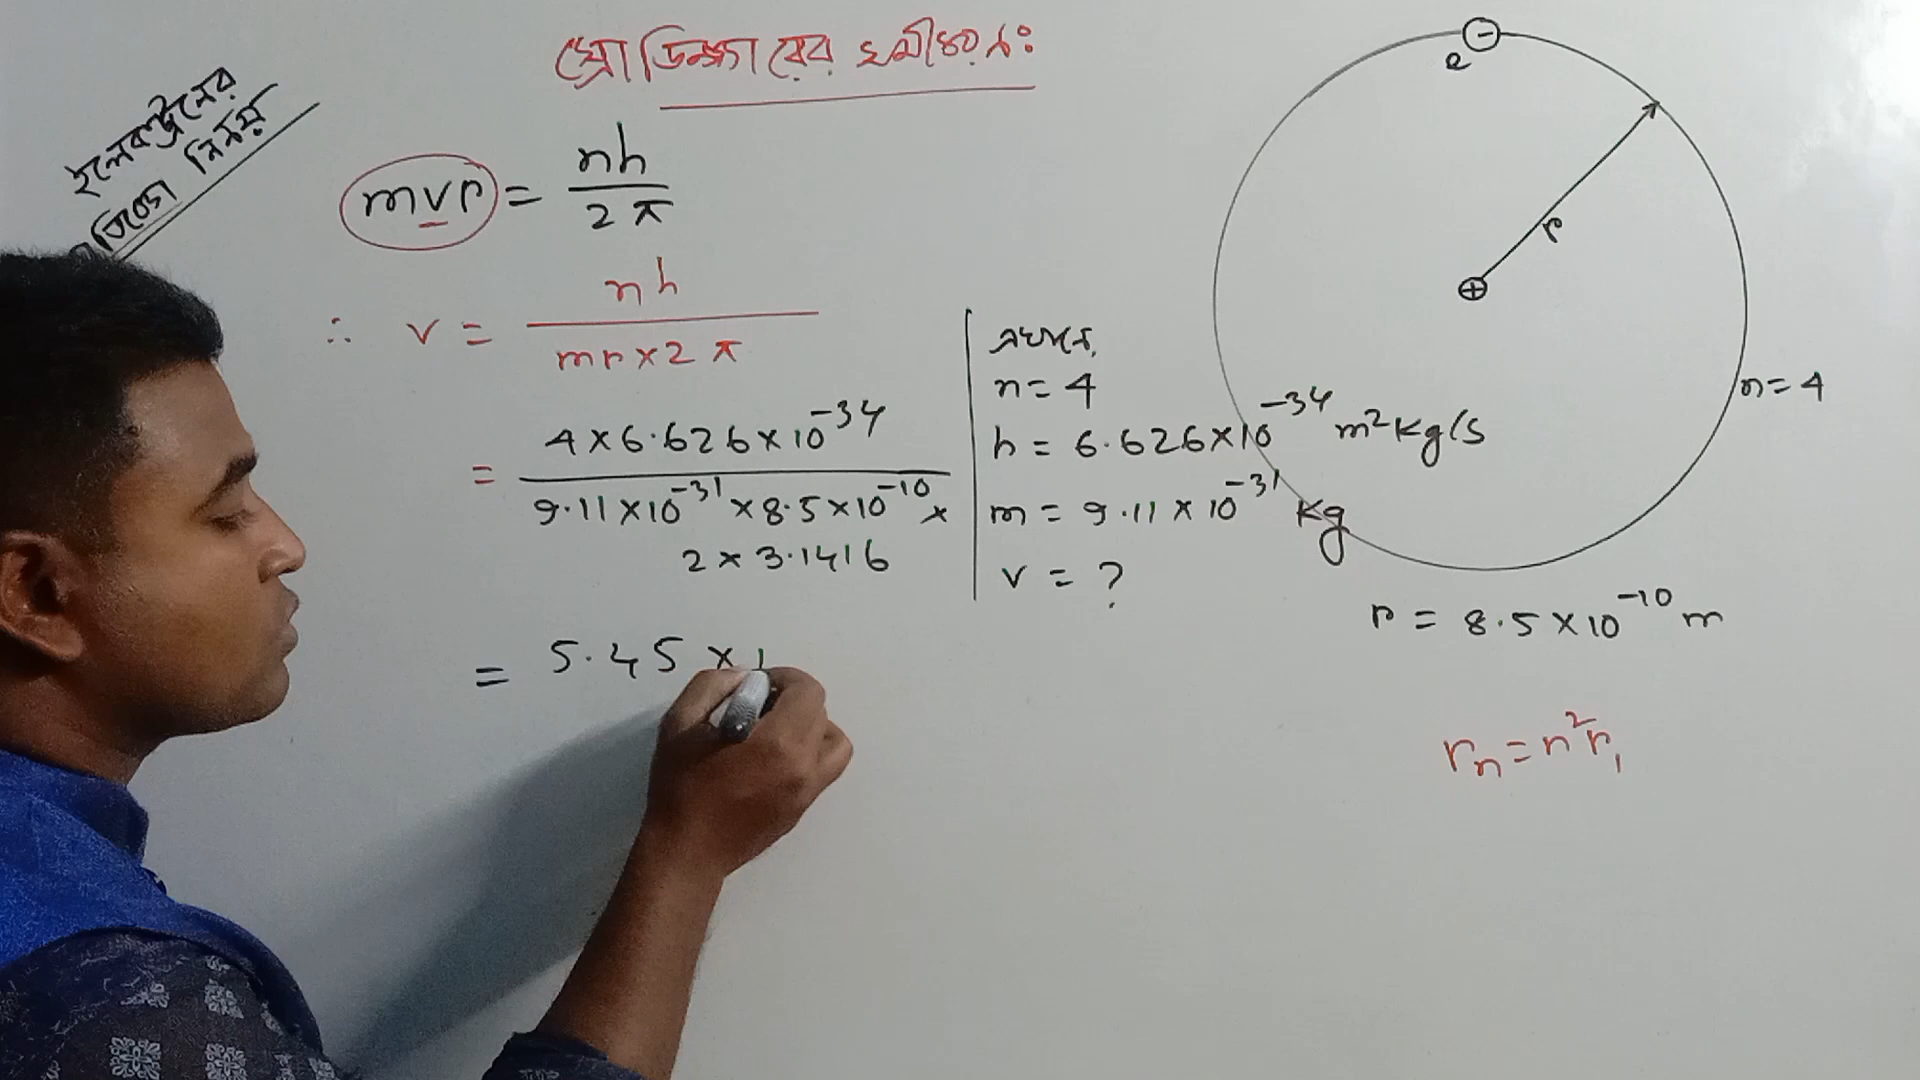 শ্রোডিঞ্জারের সমীকরণঃ
ইলেকট্রনের
নির্ণয়
mvr = nh / 2π
∴ v = nh / mr×2π
= 4×6.626×10⁻³⁴ / 9.11×10⁻³¹×8.5×10⁻¹⁰×
2×3.1416
= 5.45 ×1
এখানে,
n = 4
h = 6.626×10⁻³⁴ m²kg/s
m = 9.11×10⁻³¹ kg
v = ?
-
e
r
+
n=4
r = 8.5×10⁻¹⁰ m
rₙ = n²r₁